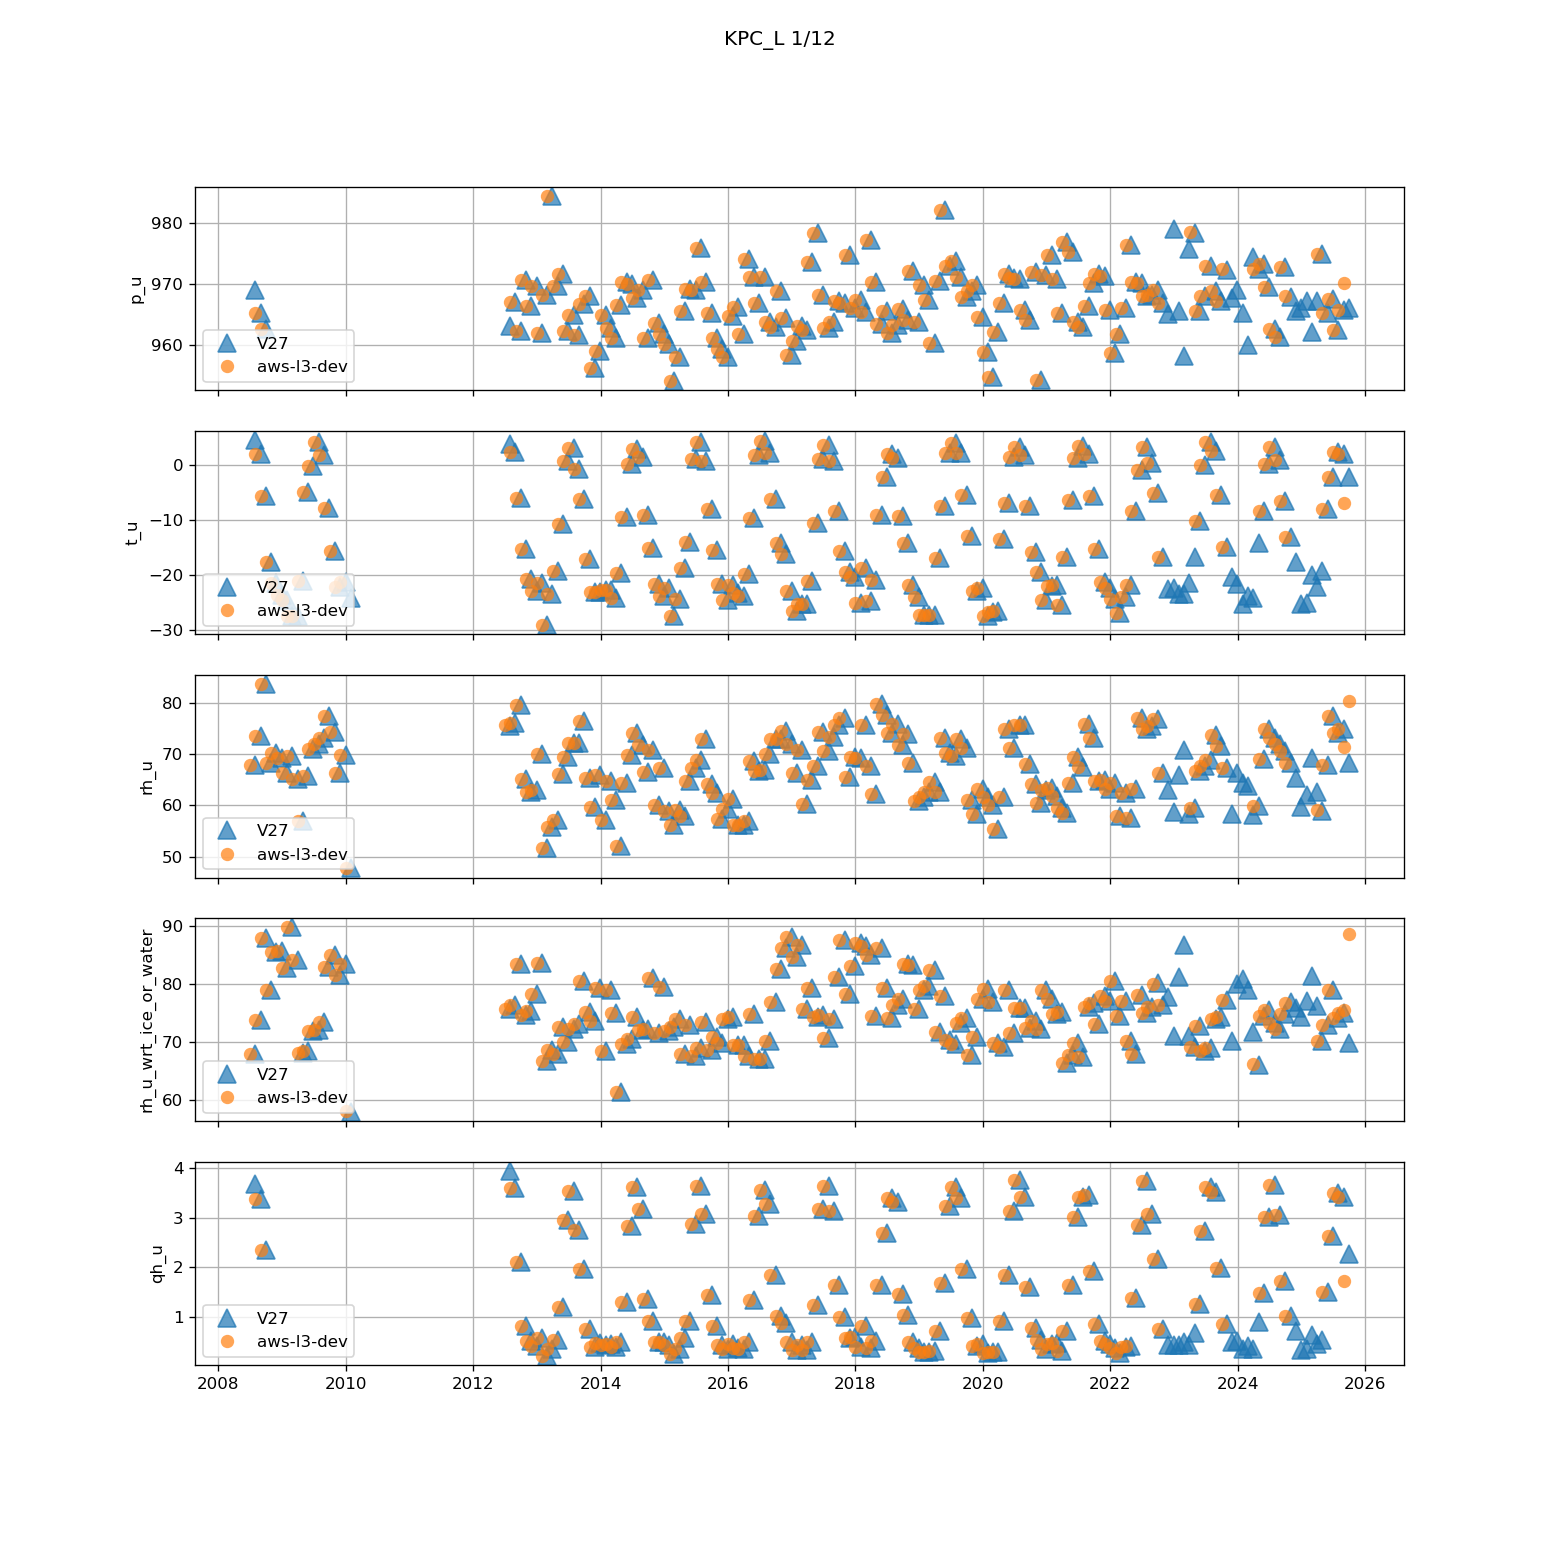 KPC_L 1/12
980
970
960
p_u
V27
aws-l3-dev
0
−10
−20
−30
t_u
V27
aws-l3-dev
80
70
60
50
rh_u
V27
aws-l3-dev
90
80
70
60
rh_u_wrt_ice_or_water
V27
aws-l3-dev
4
3
2
1
qh_u
V27
aws-l3-dev
2008 2010 2012 2014 2016 2018 2020 2022 2024 2026